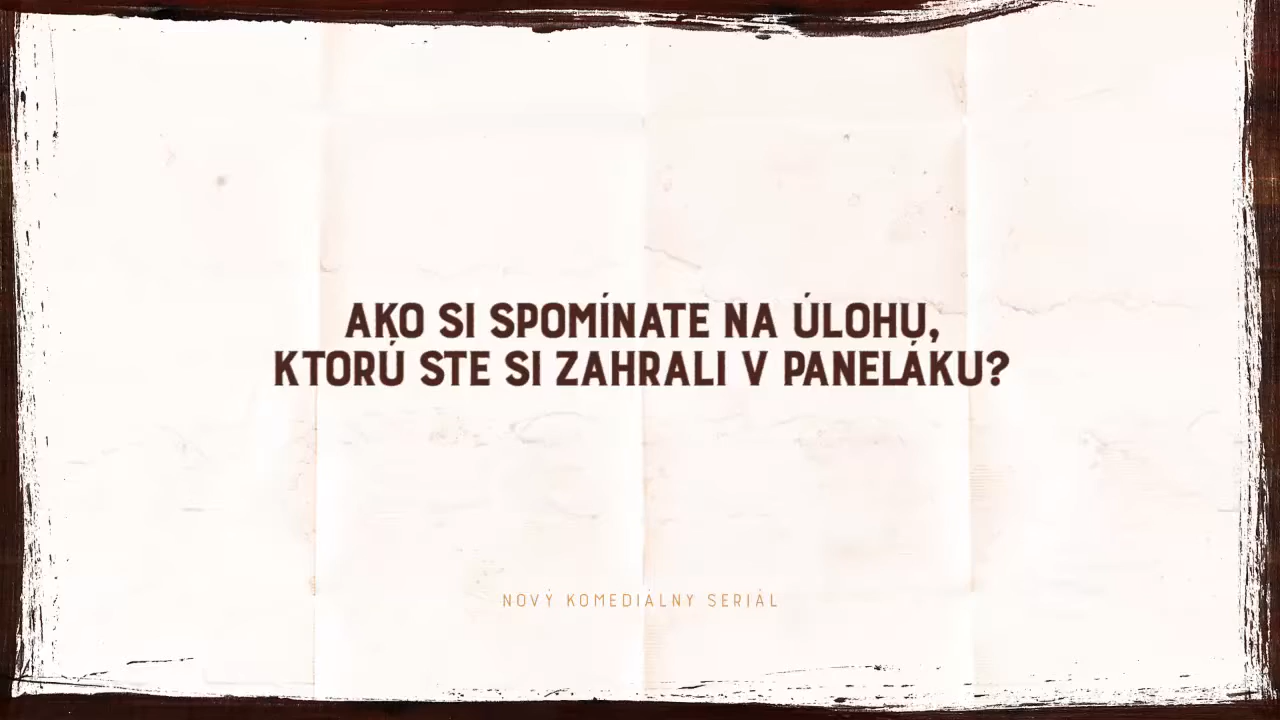 AKO SI SPOMÍNATE NA ÚLOHU,
KTORÚ STE SI ZAHRALI V PANELÁKU?
NOVÝ KOMEDIÁLNY SERIÁL